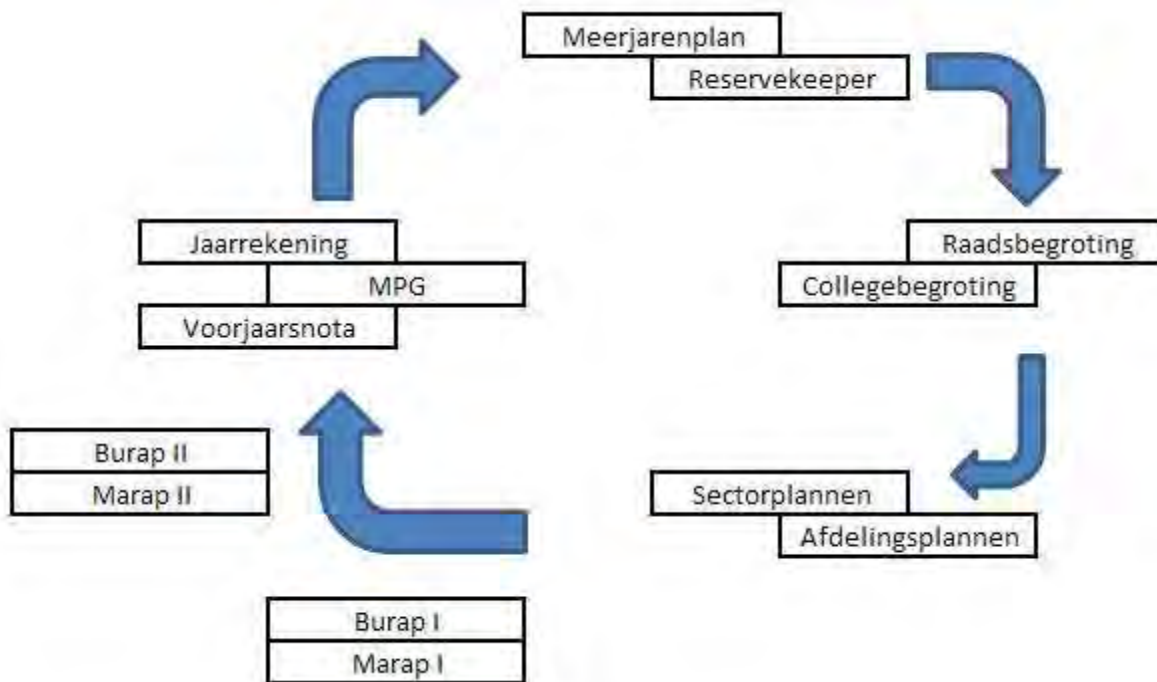 Meerjarenplan
Reservekeeper
Jaarrekening
Raadsbegroting
MPG
Collegebegroting
Voorjaarsnota
Burap II
Marap II
Sectorplannen
Afdelingsplannen
Burap I
Marap I